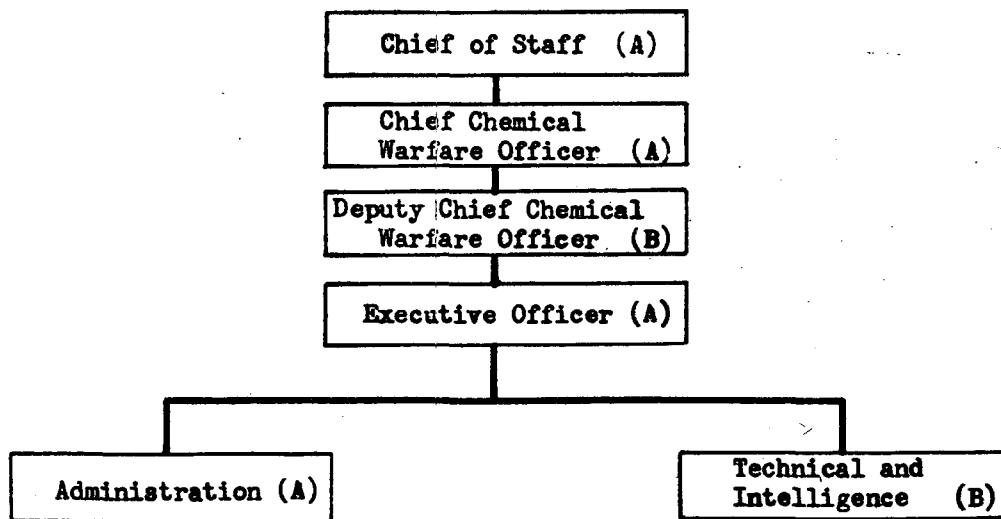 Chief of Staff (A)
Chief Chemical
Warfare Officer (A)
Deputy Chief Chemical
Warfare Officer (B)
Executive Officer (A)
Administration (A)
Technical and
Intelligence (B)